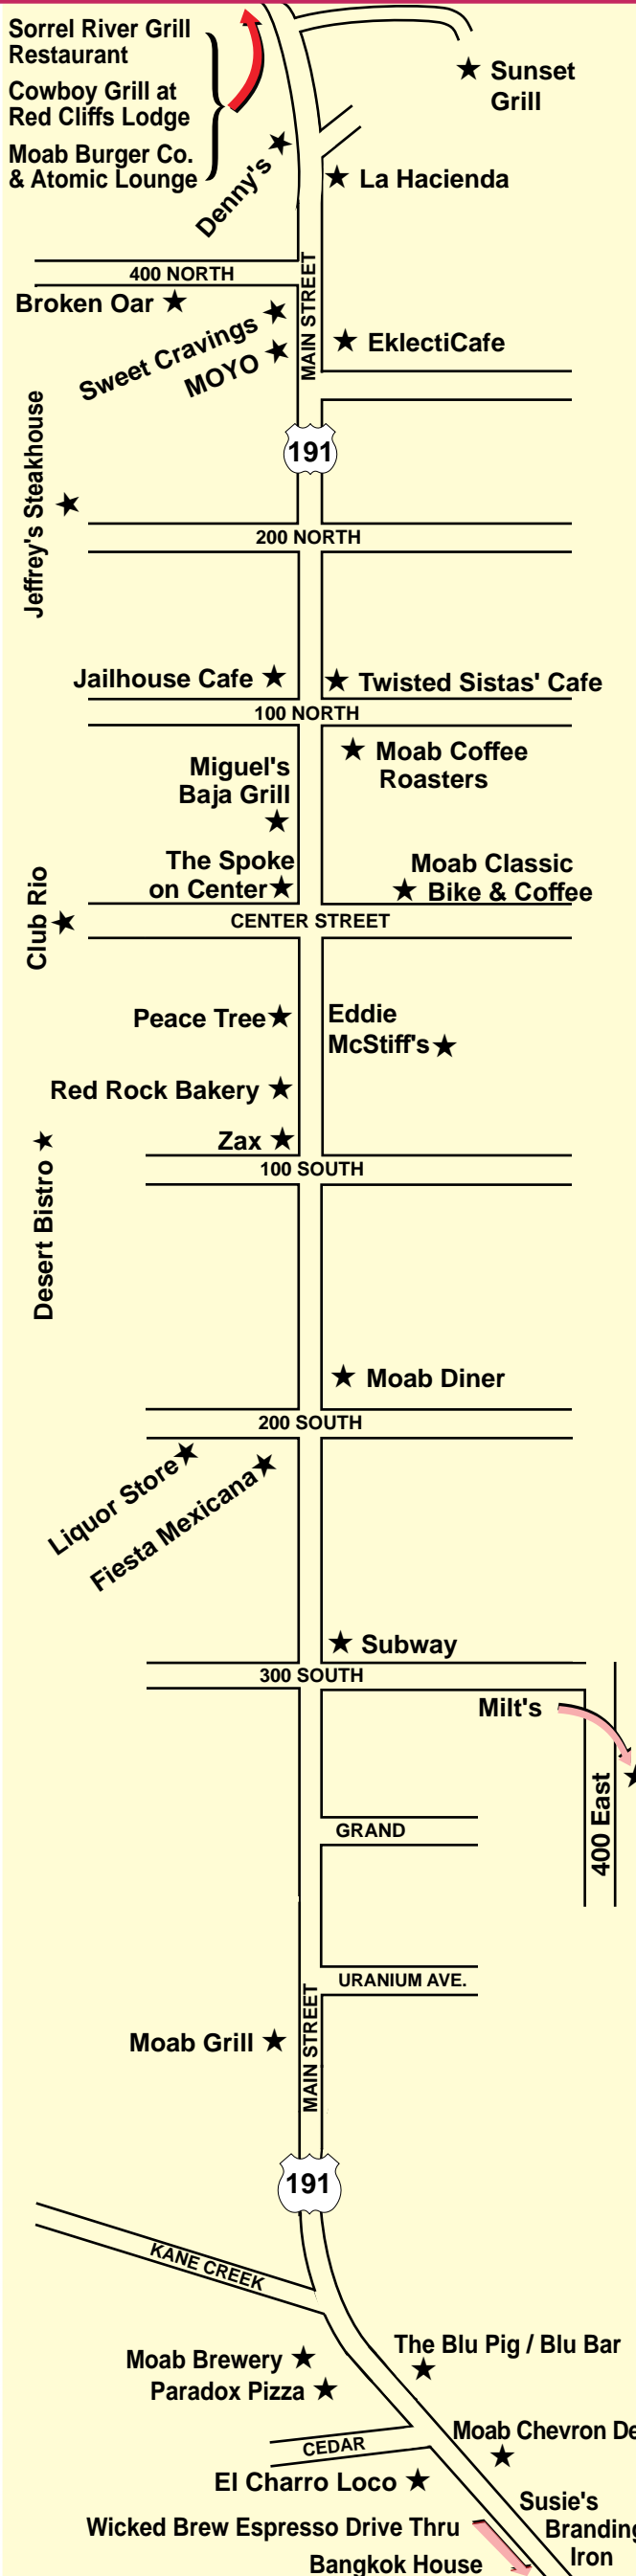 Sorrel River Grill
Restaurant
Cowboy Grill at
Red Cliffs Lodge
Moab Burger Co.
& Atomic Lounge
Sunset
Grill
Denny's
La Hacienda
400 NORTH
MAIN STREET
Broken Oar
Sweet Cravings
MOYO
EklectiCafe
191
Jeffrey's Steakhouse
200 NORTH
Jailhouse Cafe
Twisted Sistas' Cafe
100 NORTH
Moab Coffee
Roasters
Miguel's
Baja Grill
The Spoke
on Center
Moab Classic
Bike & Coffee
Club Rio
CENTER STREET
Peace Tree
Eddie
McStiff's
Red Rock Bakery
Zax
100 SOUTH
Desert Bistro
Moab Diner
200 SOUTH
Liquor Store
Fiesta Mexicana
Subway
300 SOUTH
Milt's
400 East
GRAND
URANIUM AVE.
MAIN STREET
Moab Grill
191
KANE CREEK
The Blu Pig / Blu Bar
Moab Brewery
Paradox Pizza
Moab Chevron De
CEDAR
El Charro Loco
Susie's
Branding
Iron
Wicked Brew Espresso Drive Thru
Bangkok House